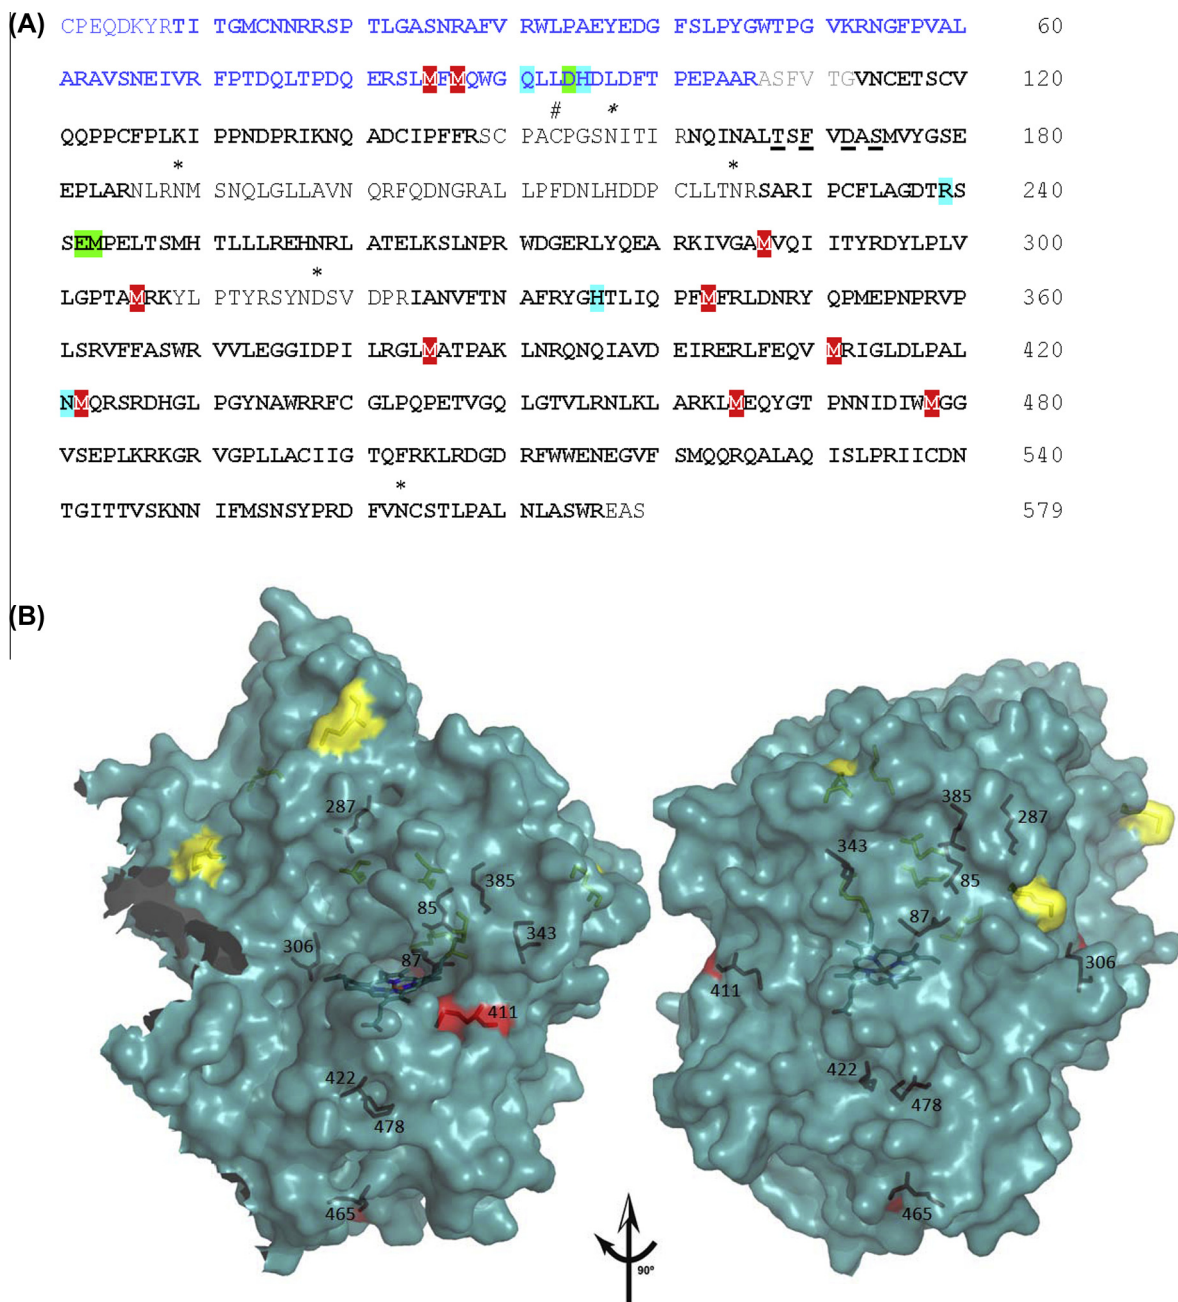 (A) CPEQDKYRTI TGMCNNRRSP TLGASNRAFV RWLPAEYEDG FSLPYGWTPG VKRNGFPVAL 60
ARAVSNEIVR FPTDQLTPDQ ERSLMFMQWG QLLDHDLDFT PEPAARASFV TGVNCETSCV 120
# *
QQPPCFPLKI PPNDPRIKNQ ADCIPFFRSC PACPGSNITI RNQINALTSF VDASMVYGSE 180
* *
EPLARNLRNM SNQLGLLAVN QRFQDNGRAL LPFDNLHDDP CLLTNRSARI PCFLAGDTRS 240
SEMPELTSMH TLLLREHNRL ATELKSLNPR WDGERLYQEA RKIVGAMVQI ITYRDYLPLV 300
*
LGPTAMRKYL PTYRSYNDSV DPRIANVFTN AFRYGHTLIQ PFMFRLDNRY QPMEPNPRVP 360
LSRVFFASWR VVLEGGIDPI LRGLMATPAK LNRQNQIAVD EIRERLFEQV MRIGLDLPAL 420
NMQRSRDHGL PGYNAWRRFC GLPQPETVGQ LGTVLRNLKL ARKLMEQYGT PNNIDIWMGG 480
VSEPLKRKGR VGPLLACIIG TQFRKLRDGD RFWWENEGVF SMQQRQALAQ ISLPRIICDN 540
*
TGITTVSKNN IFMSNSYPRD FVNCSTLPAL NLASWREAS 579
(B)
287
385
85
343
306
87
411
422
478
465
385
287
343
85
87
306
411
422
478
465
90°